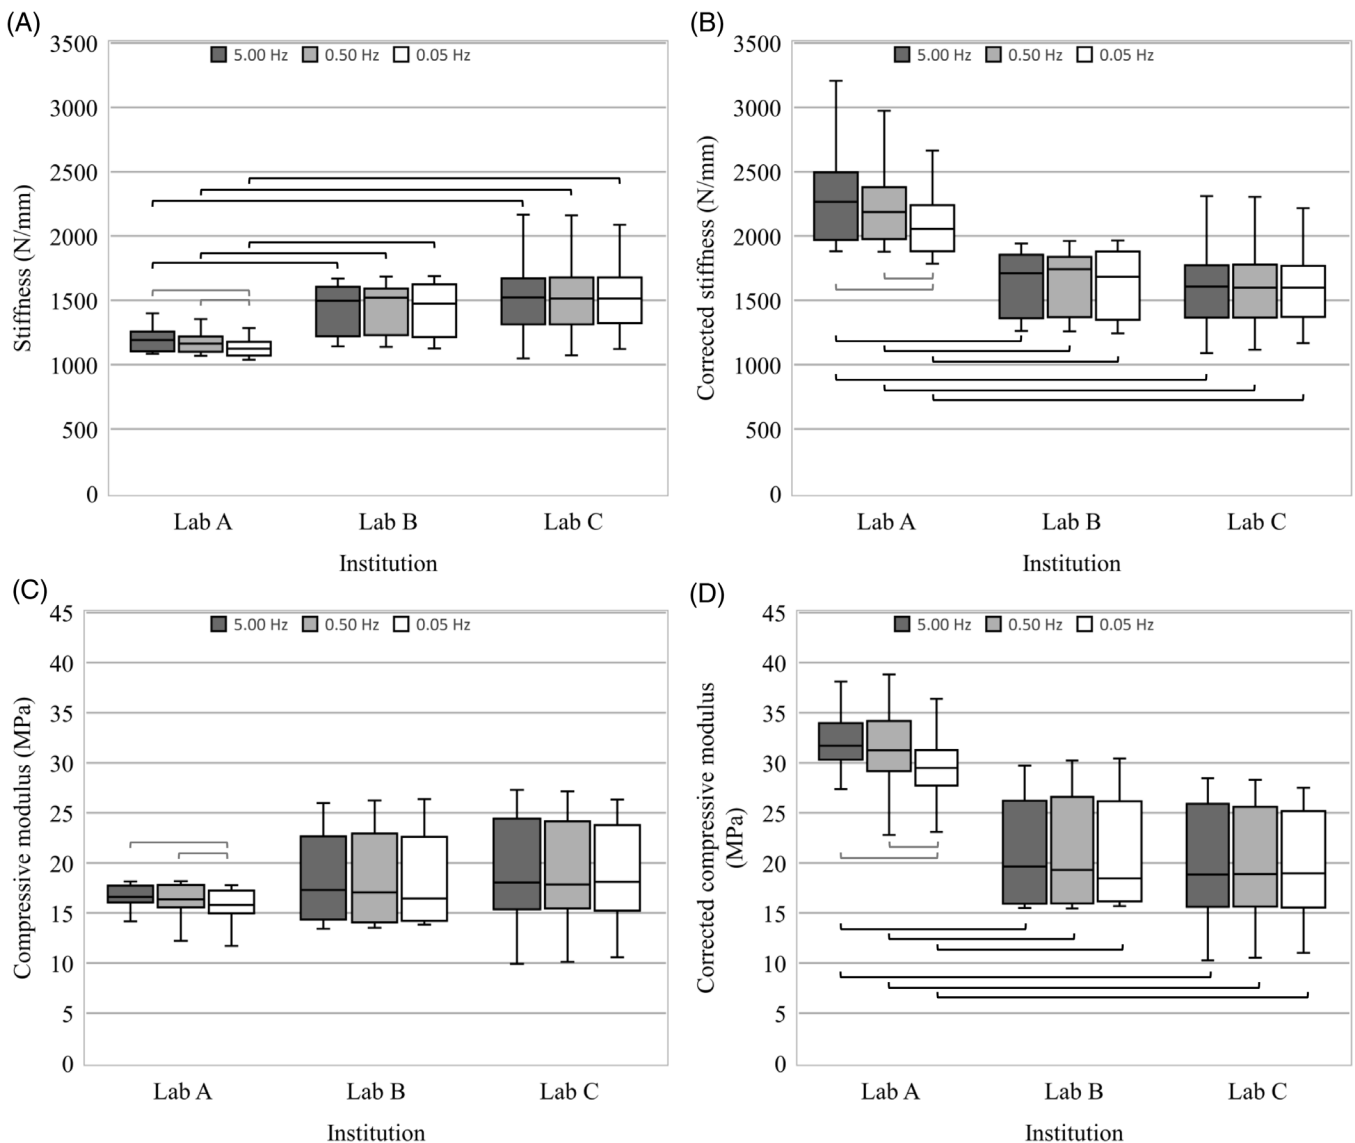 (A)
3500
3000
2500
2000
1500
1000
500
0
Stiffness (N/mm)
5.00 Hz 0.50 Hz 0.05 Hz
Lab A Lab B Lab C
Institution
(B)
3500
3000
2500
2000
1500
1000
500
0
Corrected stiffness (N/mm)
5.00 Hz 0.50 Hz 0.05 Hz
Lab A Lab B Lab C
Institution
(C)
45
40
35
30
25
20
15
10
5
0
Compressive modulus (MPa)
5.00 Hz 0.50 Hz 0.05 Hz
Lab A Lab B Lab C
Institution
(D)
45
40
35
30
25
20
15
10
5
0
Corrected compressive modulus
(MPa)
5.00 Hz 0.50 Hz 0.05 Hz
Lab A Lab B Lab C
Institution